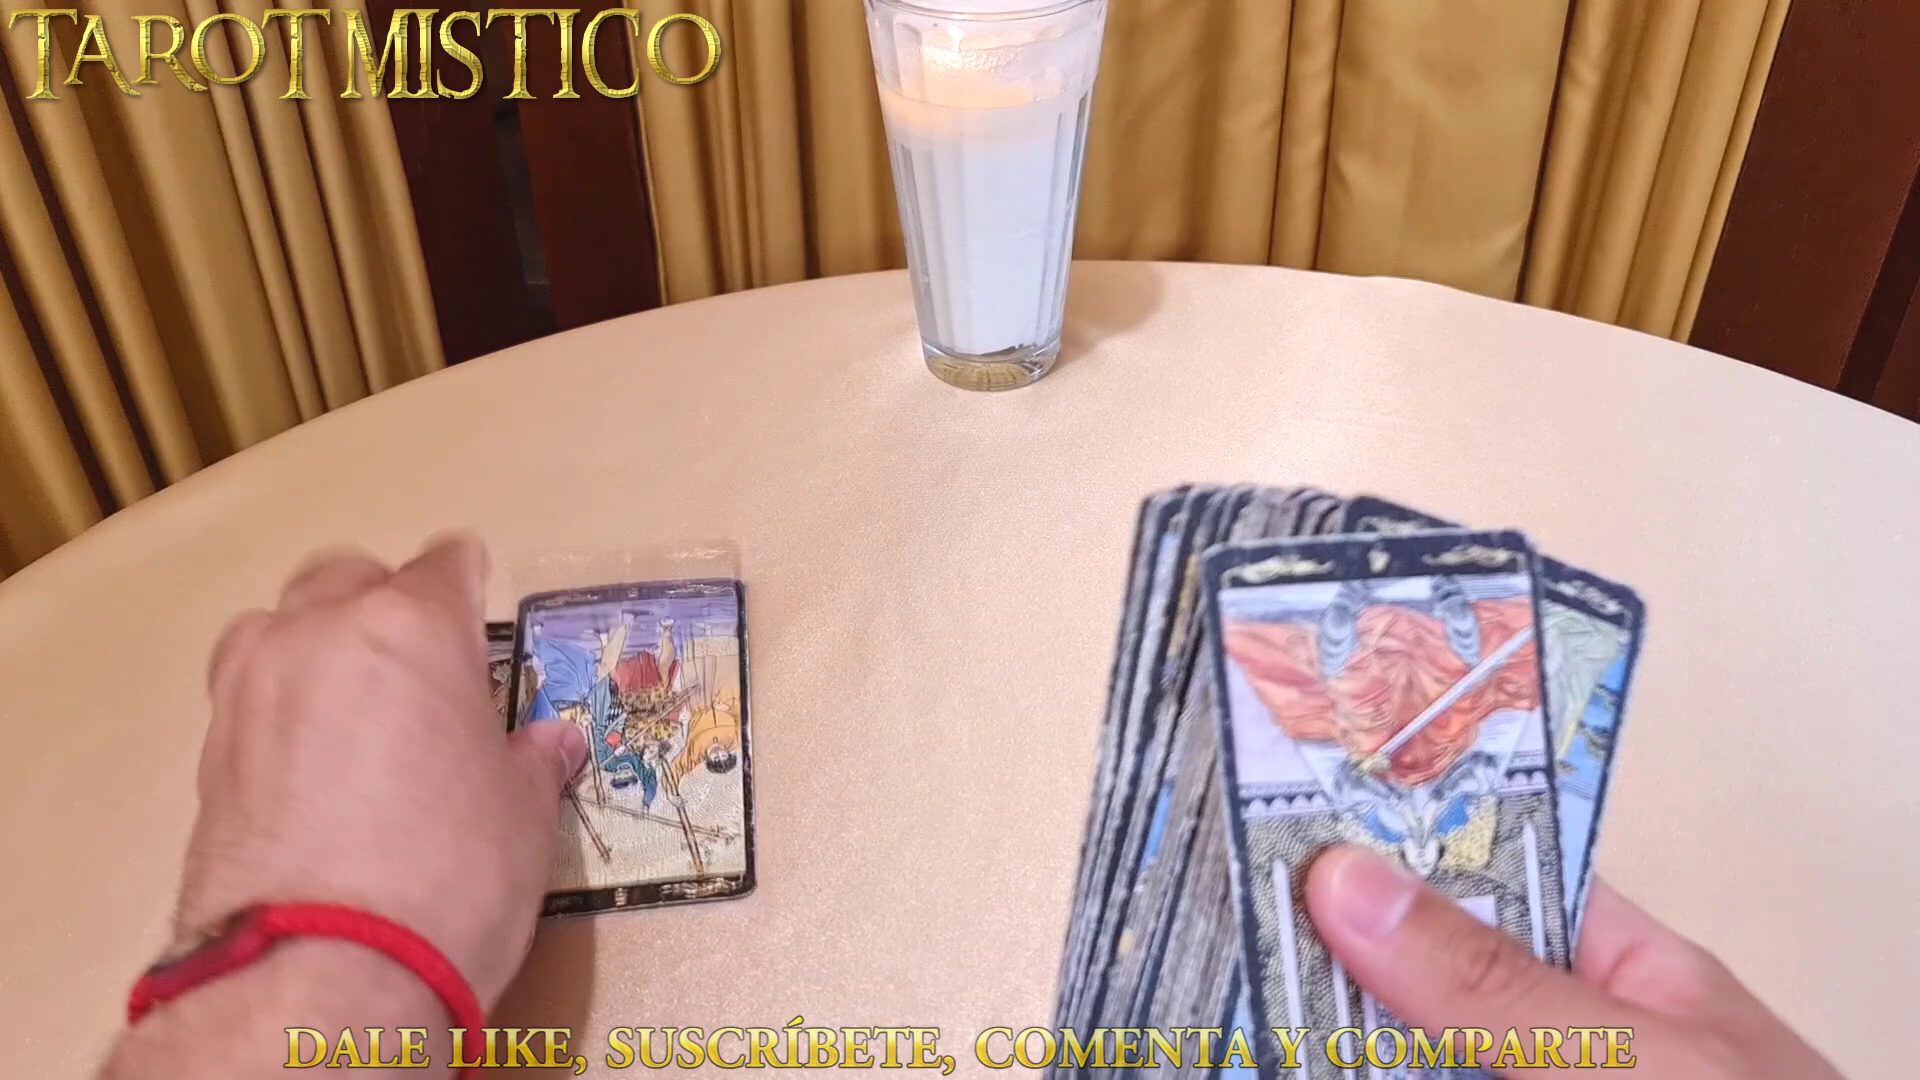 TAROT MISTICO
DALE LIKE, SUSCRÍBETE, COMENTA Y COMPARTE